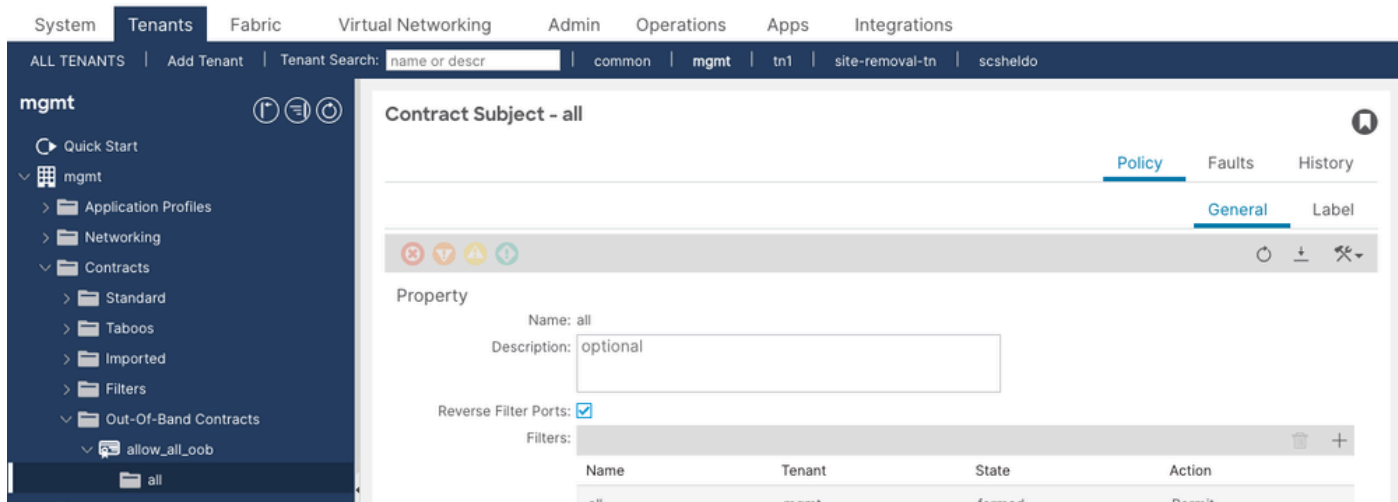 System Tenants Fabric Virtual Networking Admin Operations Apps Integrations
ALL TENANTS | Add Tenant | Tenant Search: name or descr | common | mgmt | tn1 | site-removal-tn | scsheldo
mgmt
Quick Start
mgmt
Application Profiles
Networking
Contracts
Standard
Taboos
Imported
Filters
Out-Of-Band Contracts
allow_all_oob
all
Contract Subject - all
Policy Faults History
General Label
Property
Name: all
Description: optional
Reverse Filter Ports:
Filters:
Name Tenant State Action